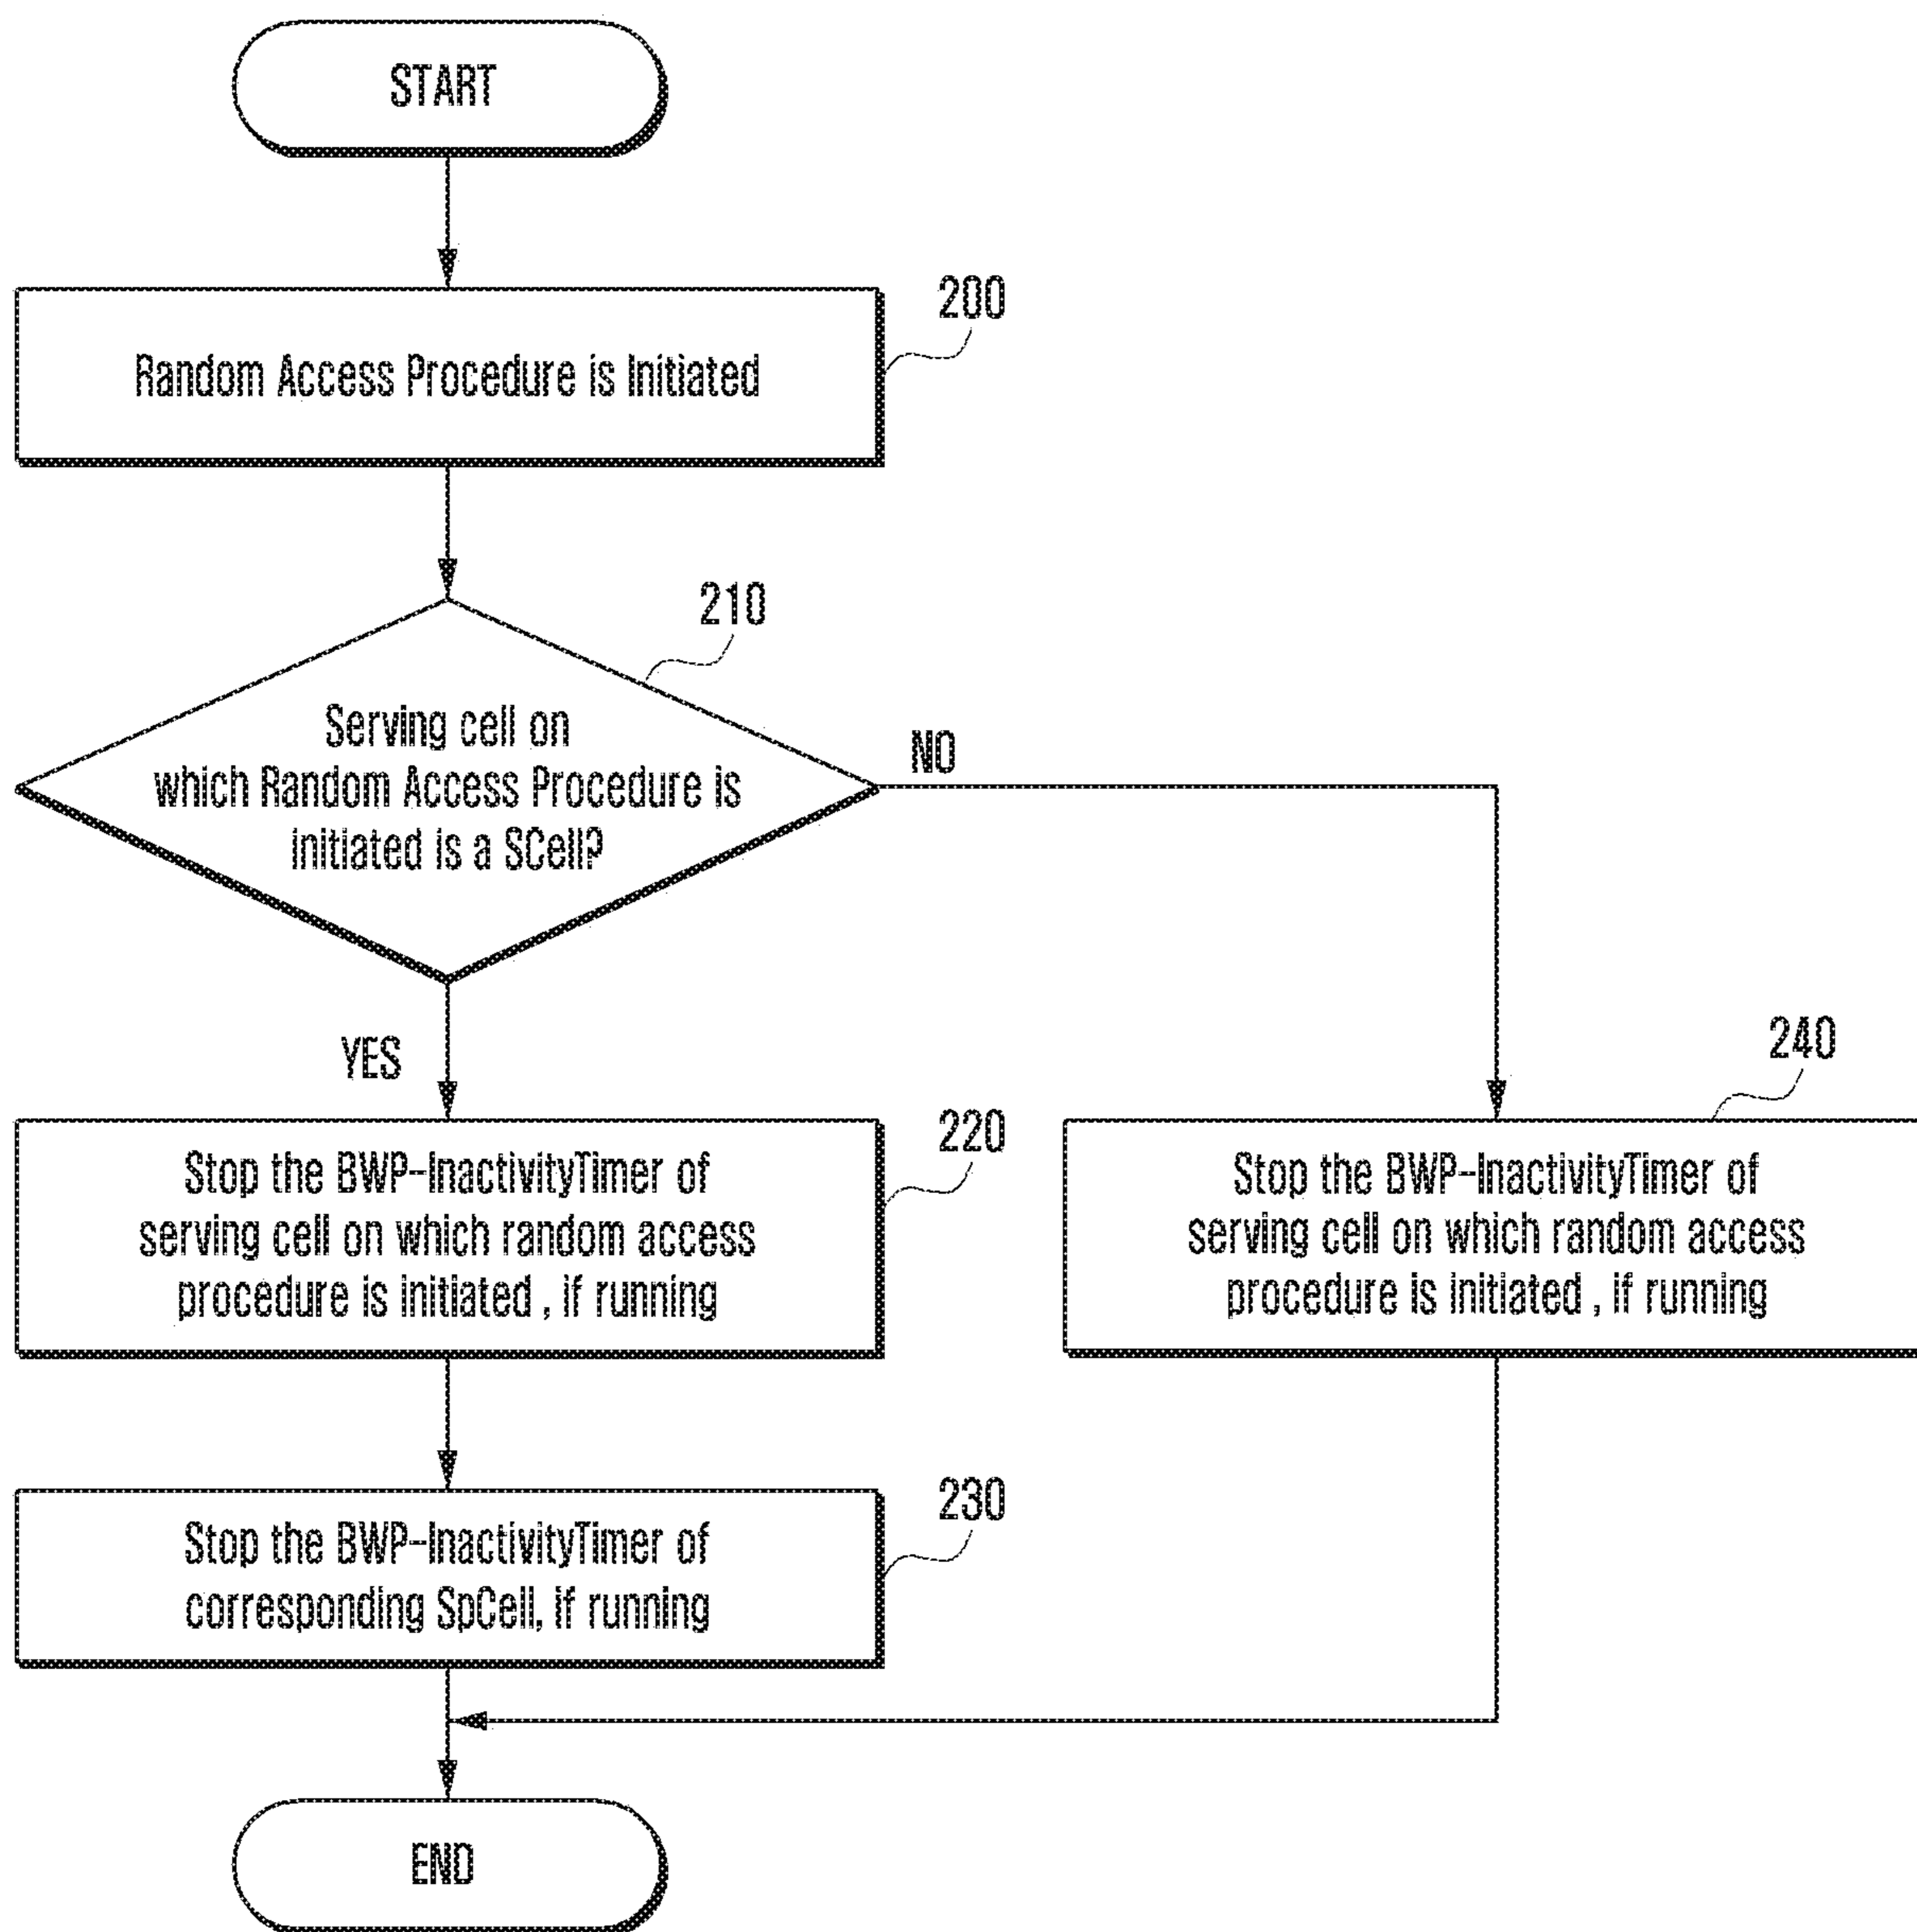 START
200
Random Access Procedure is Initiated
210
Serving cell on
which Random Access Procedure is
initiated is a SCell?
NO
YES
220
Stop the BWP-InactivityTimer of
serving cell on which random access
procedure is initiated , if running
240
Stop the BWP-InactivityTimer of
serving cell on which random access
procedure is initiated , if running
230
Stop the BWP-InactivityTimer of
corresponding SpCell, if running
END